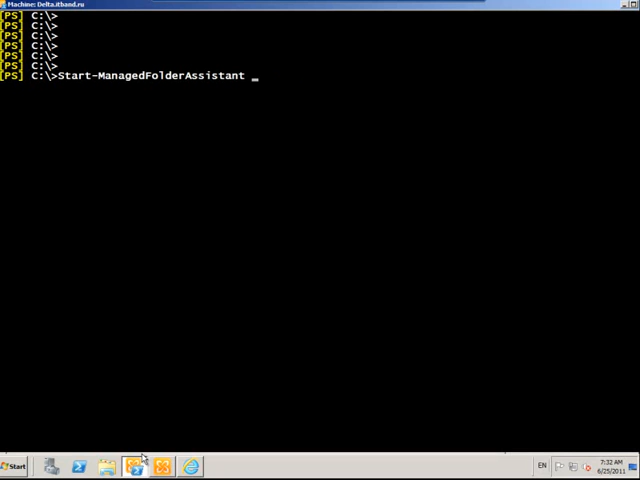 Machine: Delta.itband.ru
[PS] C:\>
[PS] C:\>
[PS] C:\>
[PS] C:\>
[PS] C:\>
[PS] C:\>
[PS] C:\>Start-ManagedFolderAssistant _
Start
EN
7:32 AM
6/25/2011